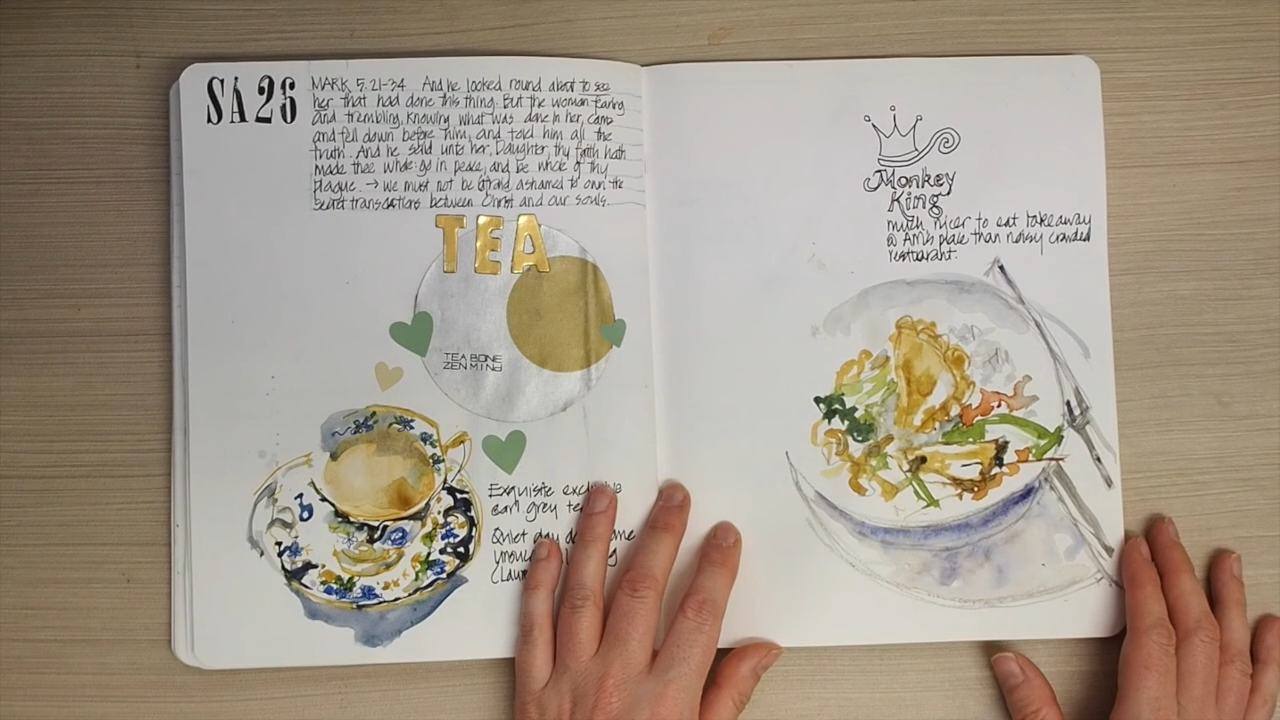 SA26
MARK 5. 21-34 And he looked round about to see
her that had done this thing. But the woman fearing
and trembling, knowing what was done in her, came
and fell down before him, and told him all the
truth. And he said unto her, Daughter, thy faith hath
made thee whole: go in peace, and be whole of thy
plague. → we must not be afraid, ashamed to own the
secret transactions between Christ and our souls.
TEA
TEA BONE
ZEN MIND
Exquisite
earl grey
Quiet day
Monkey
King
much nicer to eat takeaway
@ AM's place than noisy crowded
restaurant.